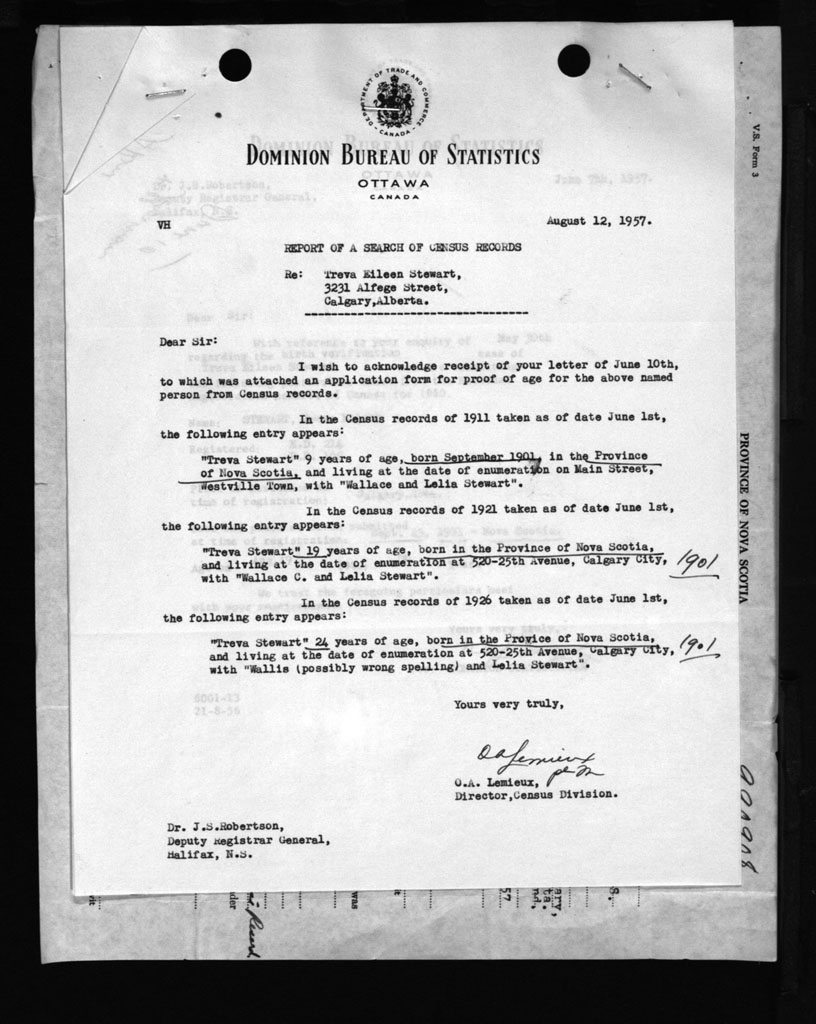 DEPARTMENT OF TRADE AND COMMERCE
CANADA
DOMINION BUREAU OF STATISTICS
OTTAWA
CANADA
VH
August 12, 1957.
REPORT OF A SEARCH OF CENSUS RECORDS
Re: Treva Eileen Stewart,
3231 Alfege Street,
Calgary,Alberta.
Dear Sir:
I wish to acknowledge receipt of your letter of June 10th,
to which was attached an application form for proof of age for the above named
person from Census records.
In the Census records of 1911 taken as of date June 1st,
the following entry appears:
"Treva Stewart" 9 years of age, born September 1901, in the Province
of Nova Scotia, and living at the date of enumeration on Main Street,
Westville Town, with "Wallace and Lelia Stewart".
In the Census records of 1921 taken as of date June 1st,
the following entry appears:
"Treva Stewart" 19 years of age, born in the Province of Nova Scotia,
and living at the date of enumeration at 520-25th Avenue, Calgary City, 1901
with "Wallace C. and Lelia Stewart".
In the Census records of 1926 taken as of date June 1st,
the following entry appears:
"Treva Stewart" 24 years of age, born in the Provice of Nova Scotia,
and living at the date of enumeration at 520-25th Avenue, Calgary City, 1901
with "Wallis (possibly wrong spelling) and Lelia Stewart".
Yours very truly,
OA Lemieux
O.A. Lemieux,
Director,Census Division.
Dr. J.S.Robertson,
Deputy Registrar General,
Halifax, N.S.
V.S. Form 3
PROVINCE OF NOVA SCOTIA
6001-13
21-8-56
was
57